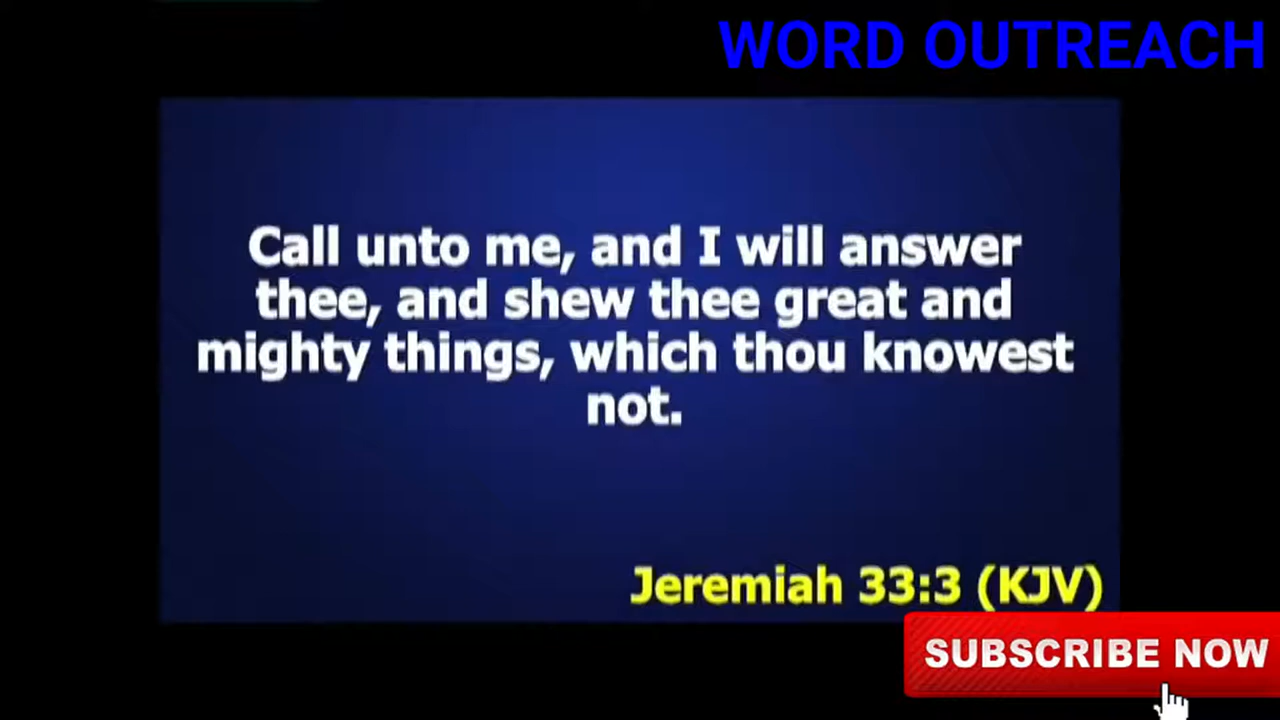 WORD OUTREACH
Call unto me, and I will answer
thee, and shew thee great and
mighty things, which thou knowest
not.
Jeremiah 33:3 (KJV)
SUBSCRIBE NOW